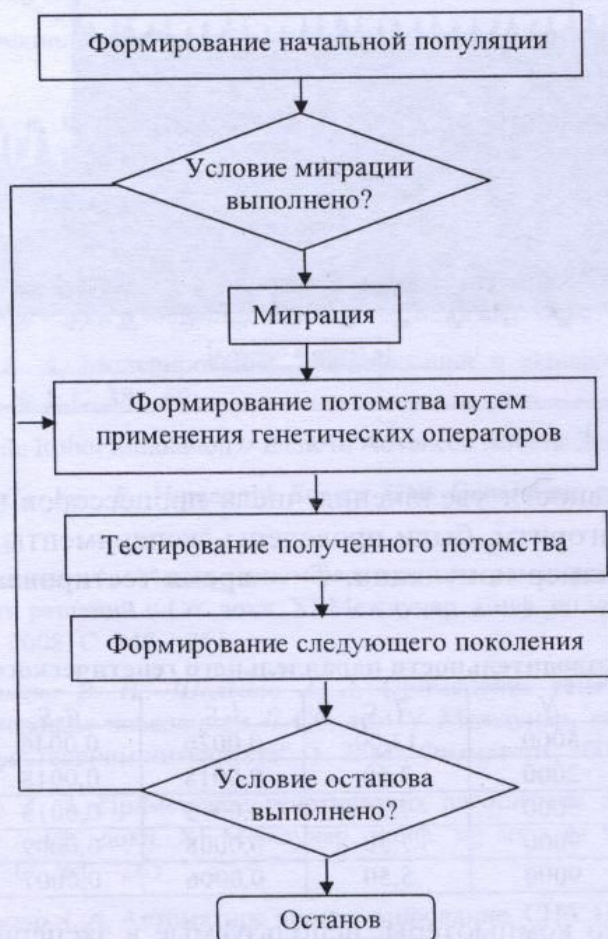 Формирование начальной популяции
Условие миграции
выполнено?
Миграция
Формирование потомства путем
применения генетических операторов
Тестирование полученного потомства
Формирование следующего поколения
Условие останова
выполнено?
Останов